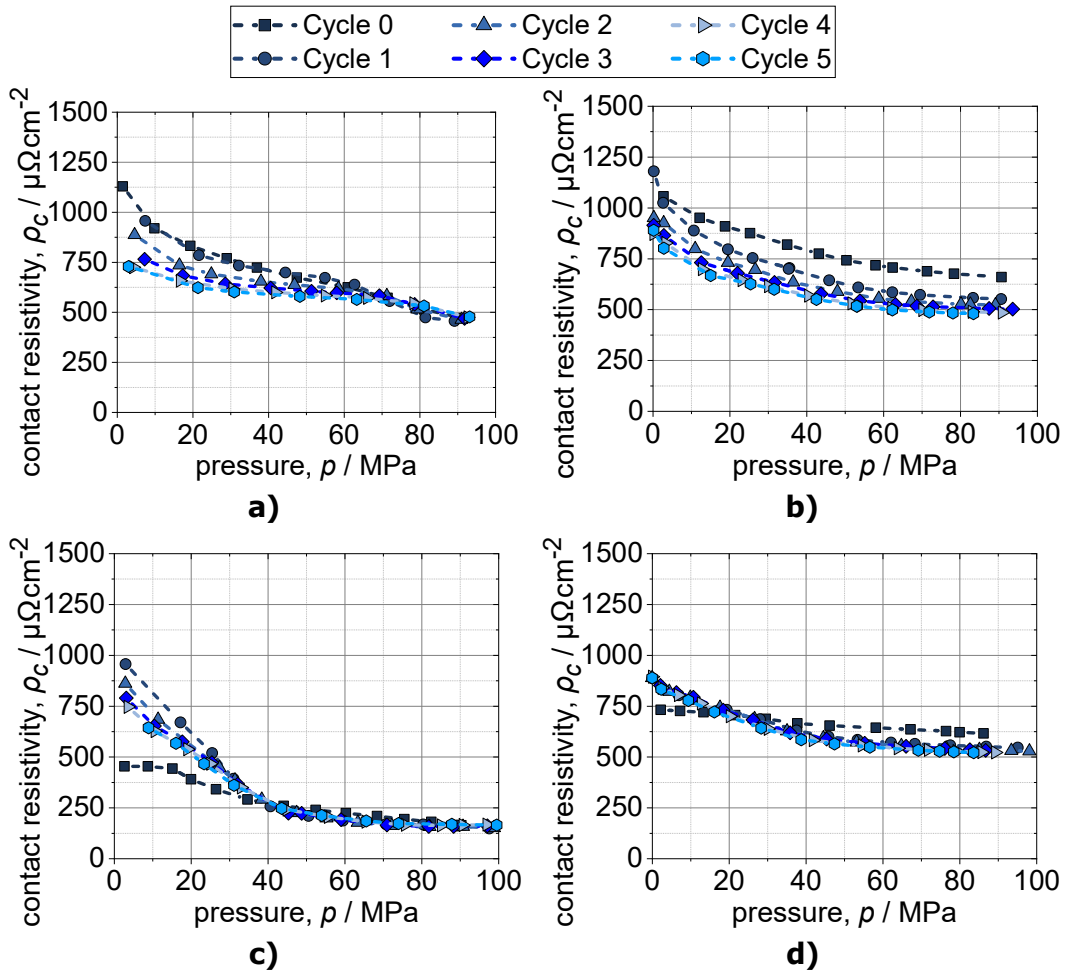 Cycle 0 Cycle 2 Cycle 4
Cycle 1 Cycle 3 Cycle 5
contact resistivity, ρc / µΩcm⁻²
1500
1250
1000
750
500
250
0
0 20 40 60 80 100
pressure, p / MPa
a)
contact resistivity, ρc / µΩcm⁻²
1500
1250
1000
750
500
250
0
0 20 40 60 80 100
pressure, p / MPa
b)
contact resistivity, ρc / µΩcm⁻²
1500
1250
1000
750
500
250
0
0 20 40 60 80 100
pressure, p / MPa
c)
contact resistivity, ρc / µΩcm⁻²
1500
1250
1000
750
500
250
0
0 20 40 60 80 100
pressure, p / MPa
d)